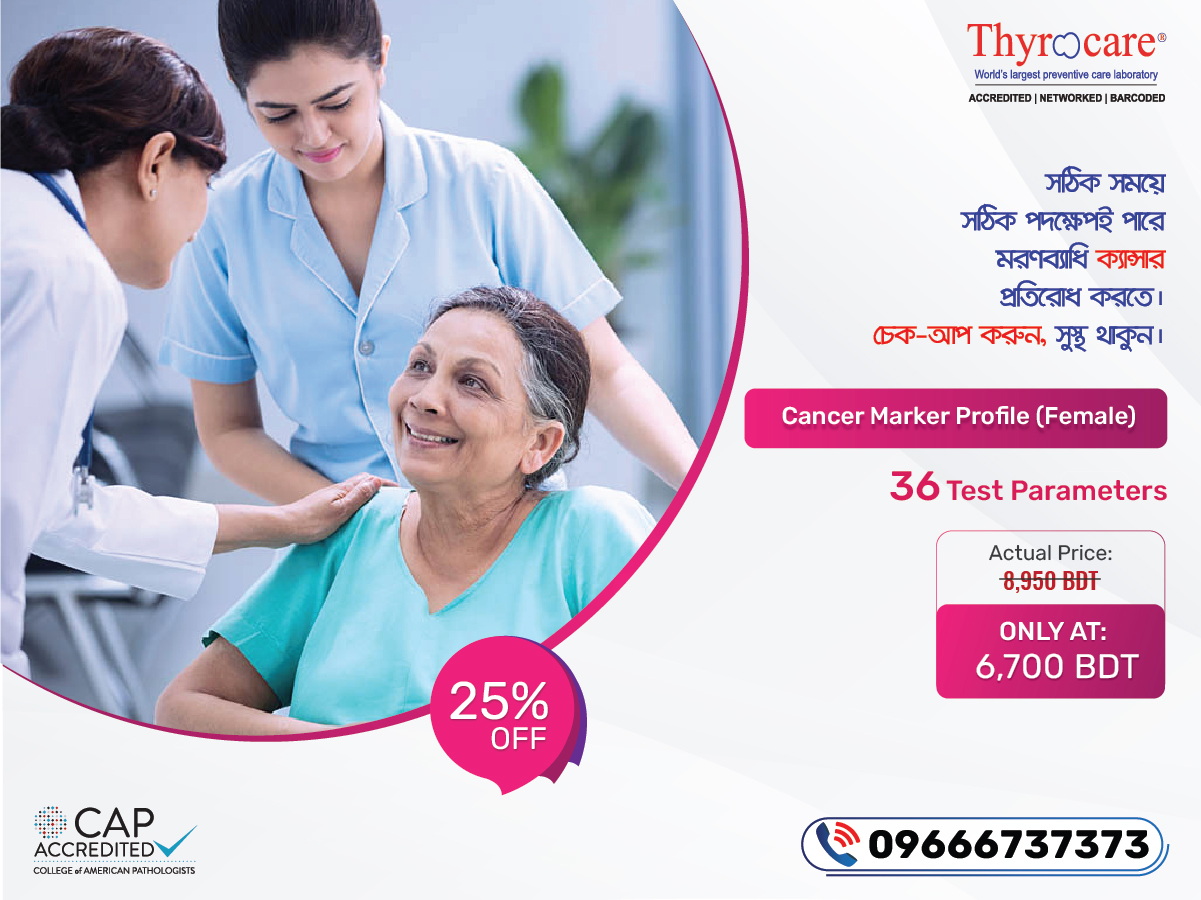 Thyrocare®
World's largest preventive care laboratory
ACCREDITED | NETWORKED | BARCODED
সঠিক সময়ে
সঠিক পদক্ষেপই পারে
মরণব্যাধি ক্যান্সার
প্রতিরোধ করতে।
চেক-আপ করুন, সুস্থ থাকুন।
Cancer Marker Profile (Female)
36 Test Parameters
Actual Price:
8,950 BDT
ONLY AT:
6,700 BDT
25%
OFF
CAP
ACCREDITED
COLLEGE of AMERICAN PATHOLOGISTS
09666737373